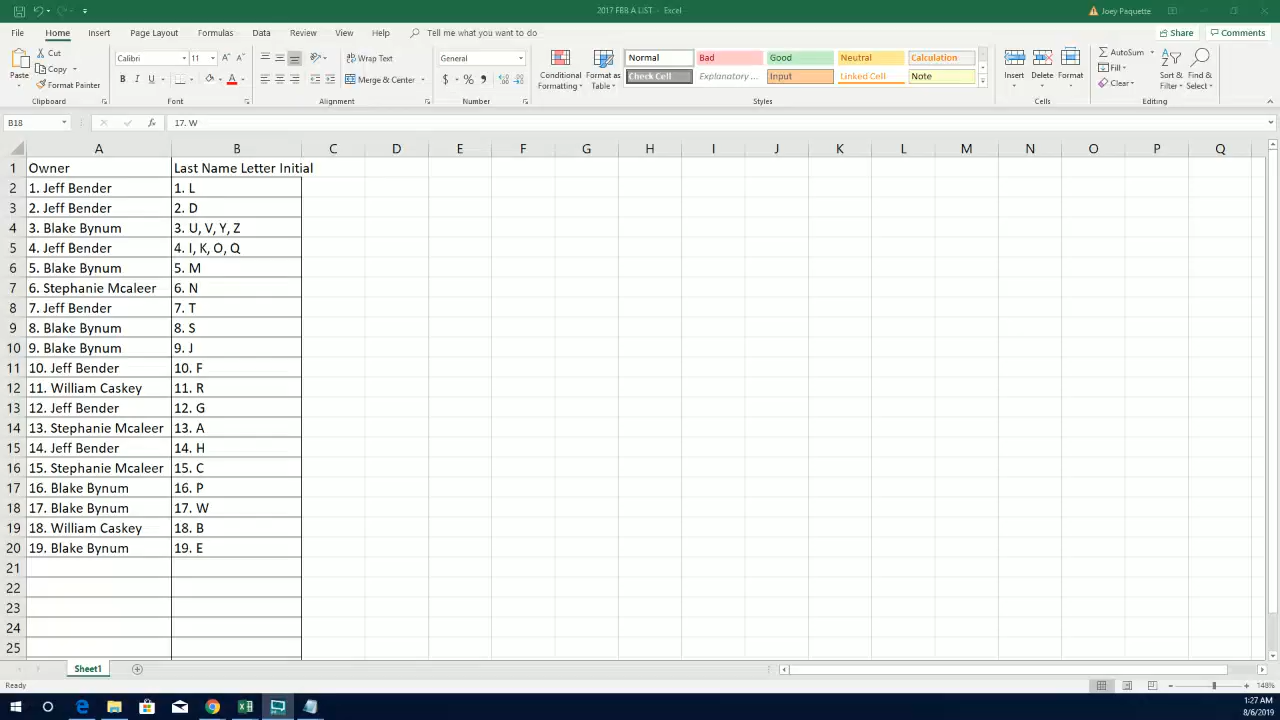 2017 FBB A LIST - Excel
Joey Paquette
File Home Insert Page Layout Formulas Data Review View Help Tell me what you want to do Share Comments
Paste
Cut
Copy
Format Painter
Clipboard
Calibri 11
B I U
Font
Wrap Text
Merge & Center
Alignment
General
$ % ,
Number
Conditional Formatting
Format as Table
Normal Bad Good Neutral Calculation
Check Cell Explanatory ... Input Linked Cell Note
Styles
Insert Delete Format
Cells
AutoSum
Fill
Clear
Sort & Filter
Find & Select
Editing
B18 fx 17. W
A B C D E F G H I J K L M N O P Q
1 Owner Last Name Letter Initial
2 1. Jeff Bender 1. L
3 2. Jeff Bender 2. D
4 3. Blake Bynum 3. U, V, Y, Z
5 4. Jeff Bender 4. I, K, O, Q
6 5. Blake Bynum 5. M
7 6. Stephanie Mcaleer 6. N
8 7. Jeff Bender 7. T
9 8. Blake Bynum 8. S
10 9. Blake Bynum 9. J
11 10. Jeff Bender 10. F
12 11. William Caskey 11. R
13 12. Jeff Bender 12. G
14 13. Stephanie Mcaleer 13. A
15 14. Jeff Bender 14. H
16 15. Stephanie Mcaleer 15. C
17 16. Blake Bynum 16. P
18 17. Blake Bynum 17. W
19 18. William Caskey 18. B
20 19. Blake Bynum 19. E
21
22
23
24
25
Sheet1
Ready
148%
1:27 AM
8/6/2019